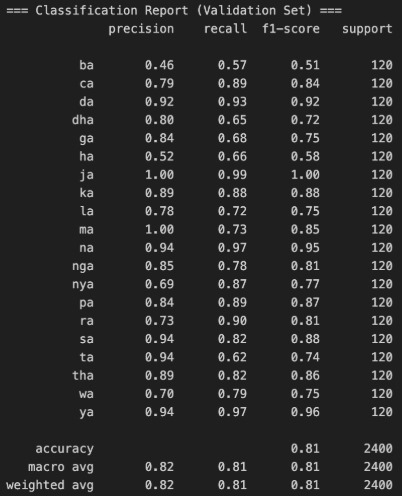 === Classification Report (Validation Set) ===
precision recall f1-score support
ba 0.46 0.57 0.51 120
ca 0.79 0.89 0.84 120
da 0.92 0.93 0.92 120
dha 0.80 0.65 0.72 120
ga 0.84 0.68 0.75 120
ha 0.52 0.66 0.58 120
ja 1.00 0.99 1.00 120
ka 0.89 0.88 0.88 120
la 0.78 0.72 0.75 120
ma 1.00 0.73 0.85 120
na 0.94 0.97 0.95 120
nga 0.85 0.78 0.81 120
nya 0.69 0.87 0.77 120
pa 0.84 0.89 0.87 120
ra 0.73 0.90 0.81 120
sa 0.94 0.82 0.88 120
ta 0.94 0.62 0.74 120
tha 0.89 0.82 0.86 120
wa 0.70 0.79 0.75 120
ya 0.94 0.97 0.96 120
accuracy 0.81 2400
macro avg 0.82 0.81 0.81 2400
weighted avg 0.82 0.81 0.81 2400